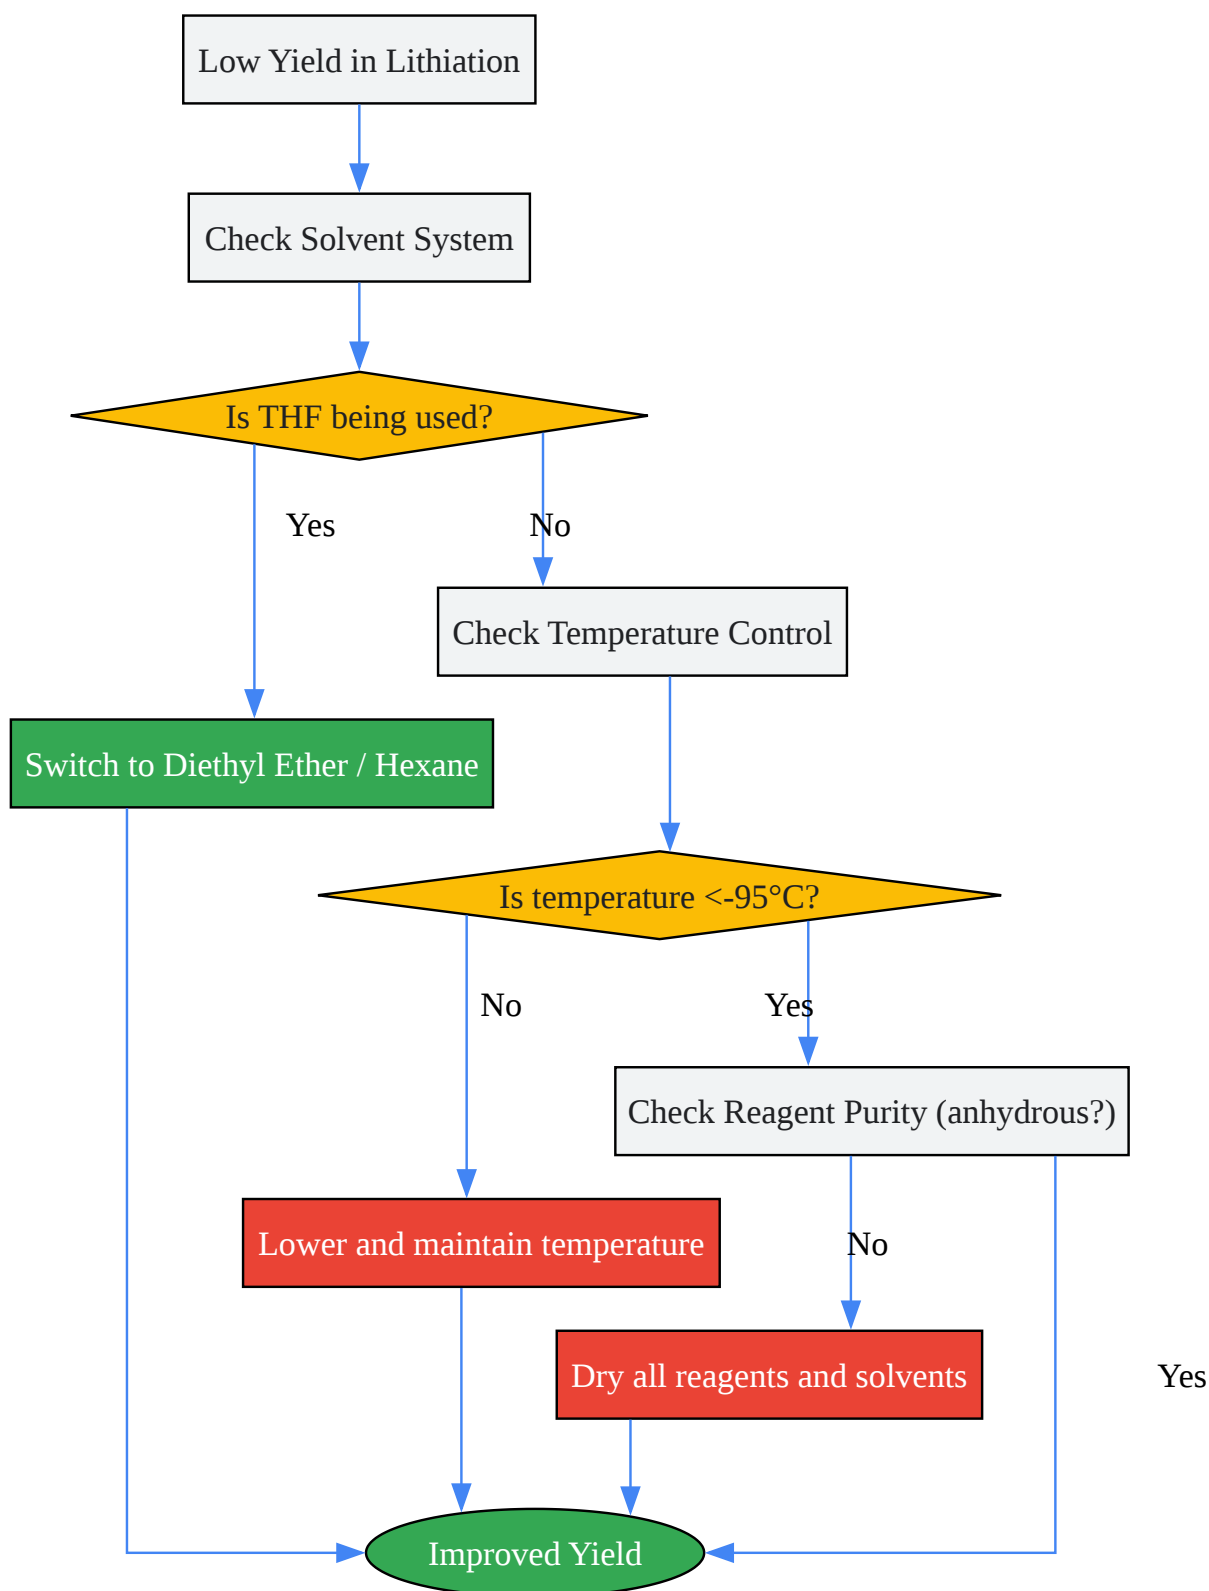 Low Yield in Lithiation
Check Solvent System
Is THF being used?
Yes
No
Check Temperature Control
Switch to Diethyl Ether / Hexane
Is temperature <-95°C?
No
Yes
Check Reagent Purity (anhydrous?)
Lower and maintain temperature
No
Dry all reagents and solvents
Yes
Improved Yield